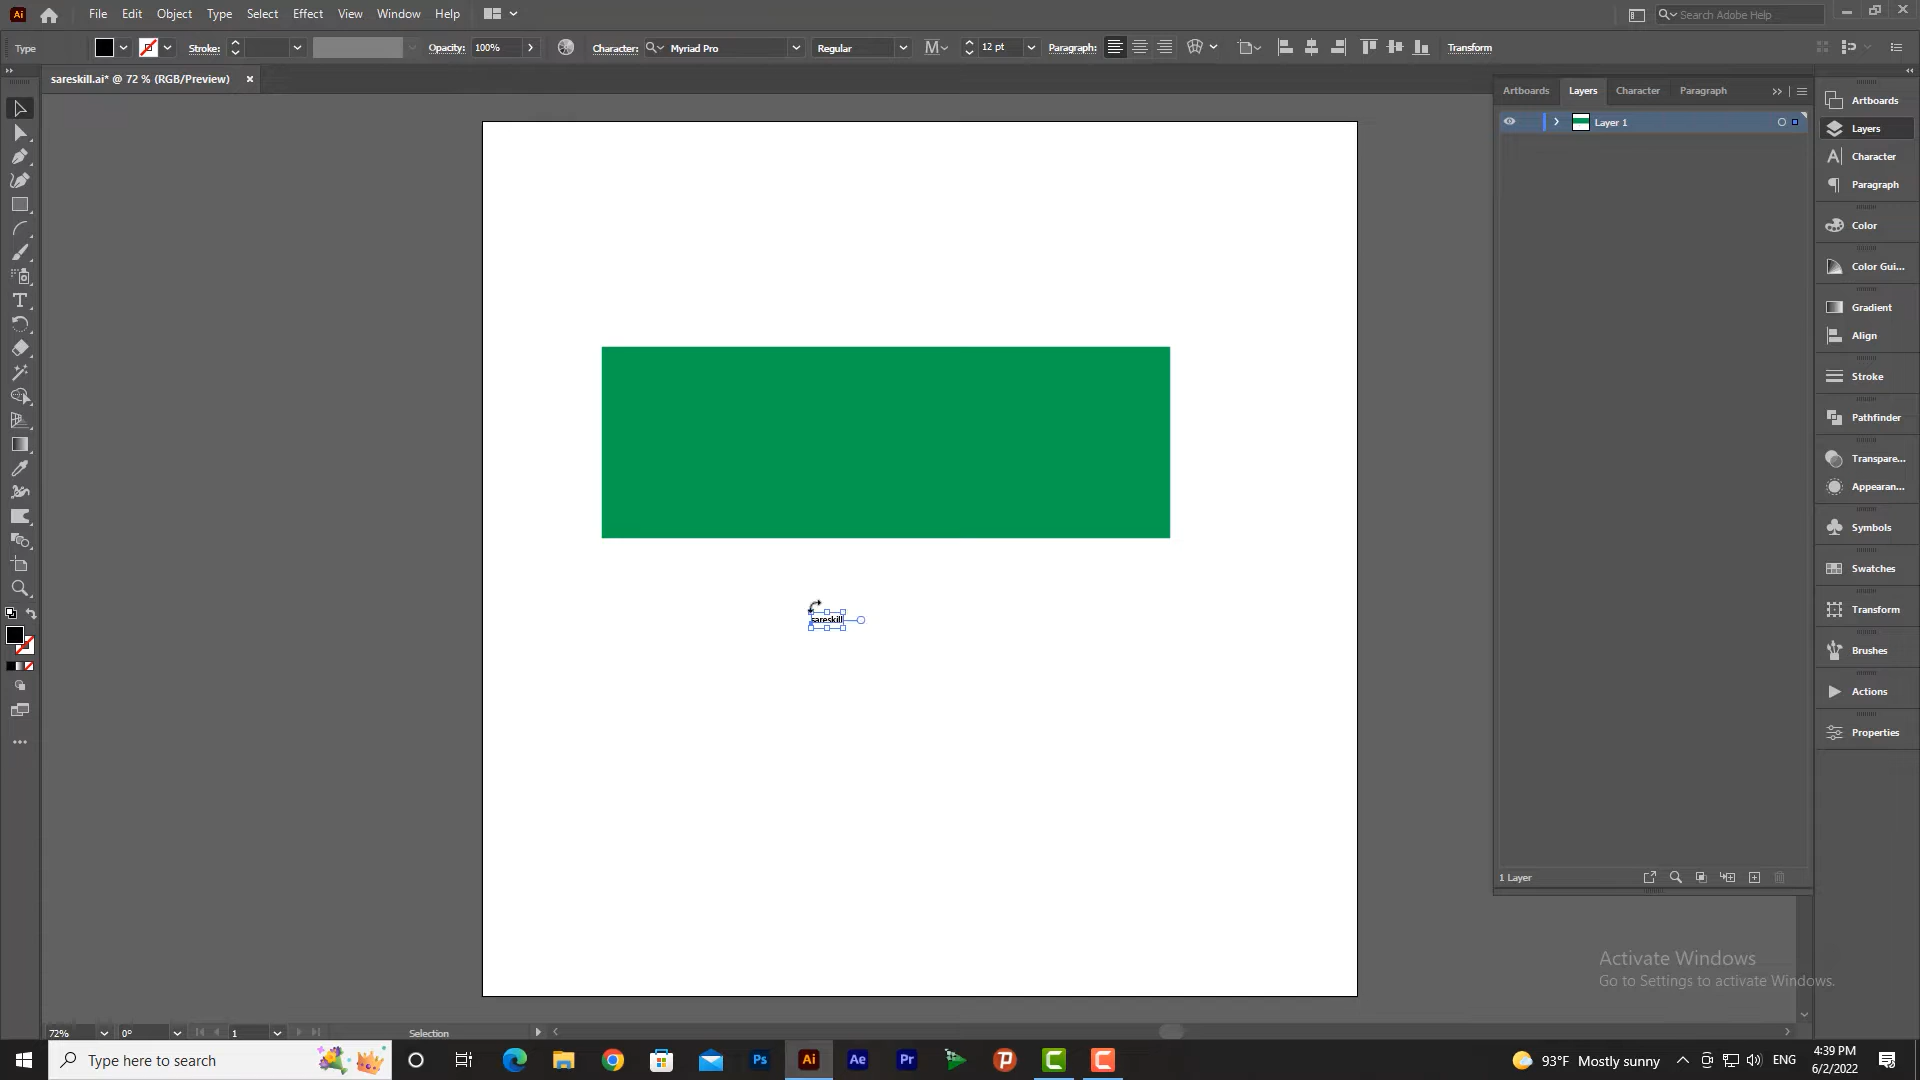 Ai File Edit Object Type Select Effect View Window Help Search Adobe Help
Type Stroke: Opacity: 100% Character: Myriad Pro Regular 12 pt Paragraph: Transform
sareskill.ai* @ 72 % (RGB/Preview) ×
Artboards Layers Character Paragraph
Layer 1
Artboards
Layers
Character
Paragraph
Color
Color Gui...
Gradient
Align
Stroke
Pathfinder
Transpare...
Appearan...
Symbols
Swatches
Transform
Brushes
Actions
Properties
sareskill
1 Layer
Activate Windows
Go to Settings to activate Windows.
72% 0° 1 Selection
Type here to search Ps Ai Ae Pr 93°F Mostly sunny ENG
4:39 PM
6/2/2022